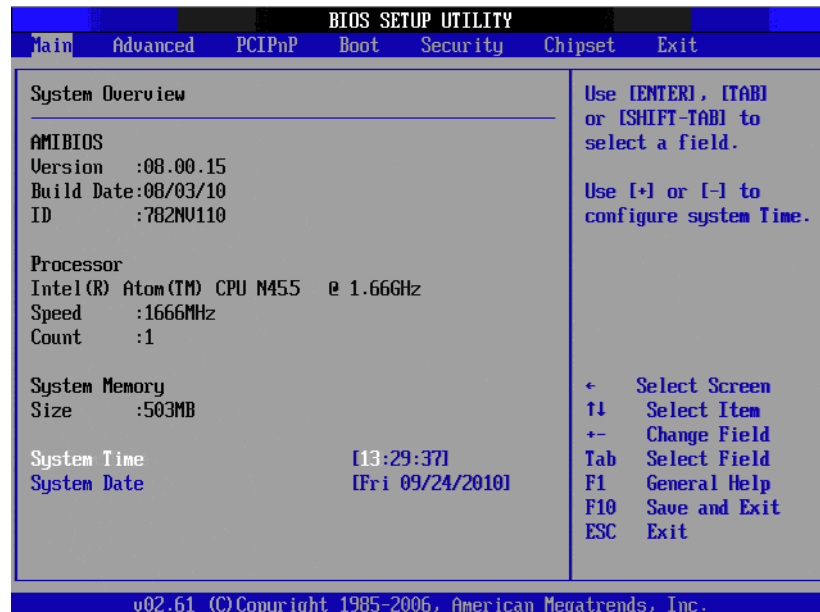 BIOS SETUP UTILITY
Main Advanced PCIPnP Boot Security Chipset Exit
System Overview
AMIBIOS
Version :08.00.15
Build Date:08/03/10
ID :782NV110
Processor
Intel(R) Atom(TM) CPU N455 @ 1.66GHz
Speed :1666MHz
Count :1
System Memory
Size :503MB
System Time [13:29:37]
System Date [Fri 09/24/2010]
Use [ENTER], [TAB]
or [SHIFT-TAB] to
select a field.
Use [+] or [-] to
configure system Time.
← Select Screen
↑↓ Select Item
+- Change Field
Tab Select Field
F1 General Help
F10 Save and Exit
ESC Exit
v02.61 (C)Copyright 1985-2006, American Megatrends, Inc.